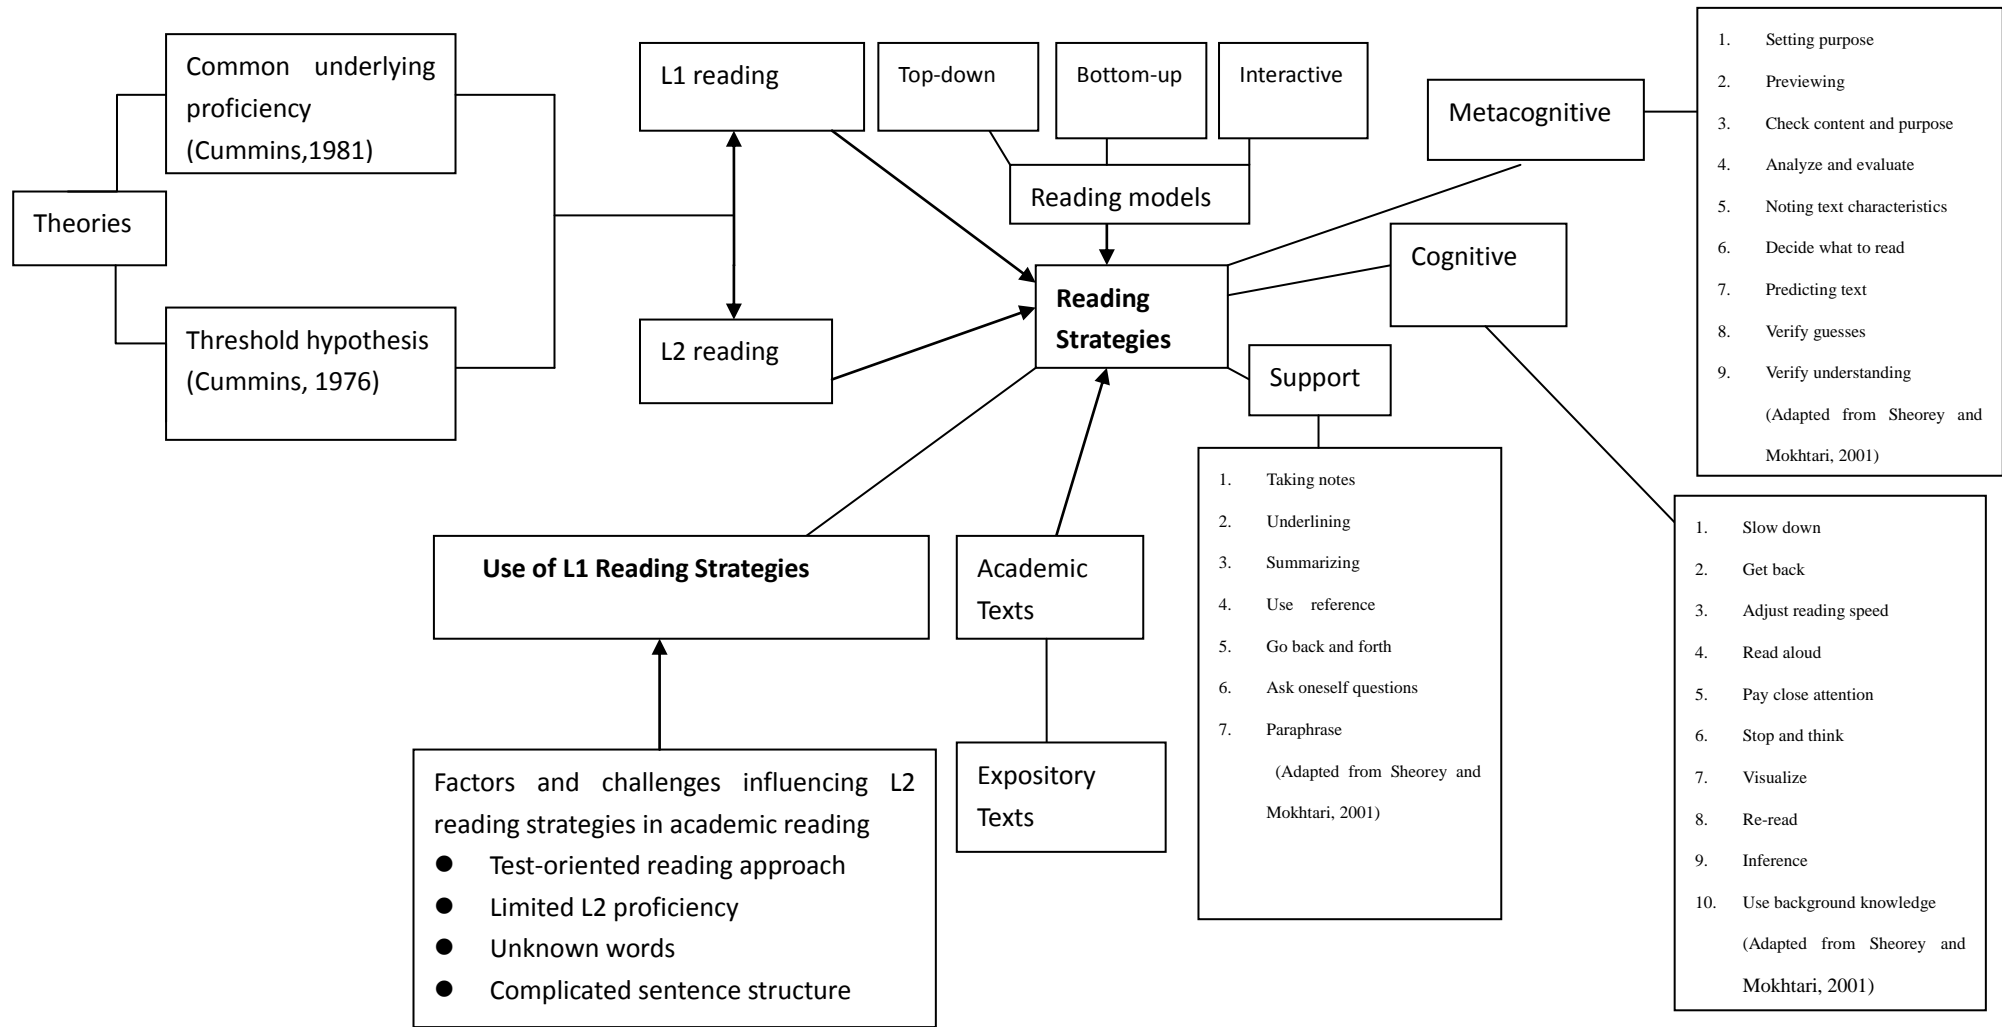 Theories
Common underlying
proficiency
(Cummins,1981)
Threshold hypothesis
(Cummins, 1976)
L1 reading
L2 reading
Top-down
Bottom-up
Interactive
Reading models
Reading
Strategies
Metacognitive
1. Setting purpose
2. Previewing
3. Check content and purpose
4. Analyze and evaluate
5. Noting text characteristics
6. Decide what to read
7. Predicting text
8. Verify guesses
9. Verify understanding
(Adapted from Sheorey and
Mokhtari, 2001)
Cognitive
1. Slow down
2. Get back
3. Adjust reading speed
4. Read aloud
5. Pay close attention
6. Stop and think
7. Visualize
8. Re-read
9. Inference
10. Use background knowledge
(Adapted from Sheorey and
Mokhtari, 2001)
Support
1. Taking notes
2. Underlining
3. Summarizing
4. Use reference
5. Go back and forth
6. Ask oneself questions
7. Paraphrase
(Adapted from Sheorey and
Mokhtari, 2001)
Use of L1 Reading Strategies
Academic
Texts
Expository
Texts
Factors and challenges influencing L2
reading strategies in academic reading
● Test-oriented reading approach
● Limited L2 proficiency
● Unknown words
● Complicated sentence structure